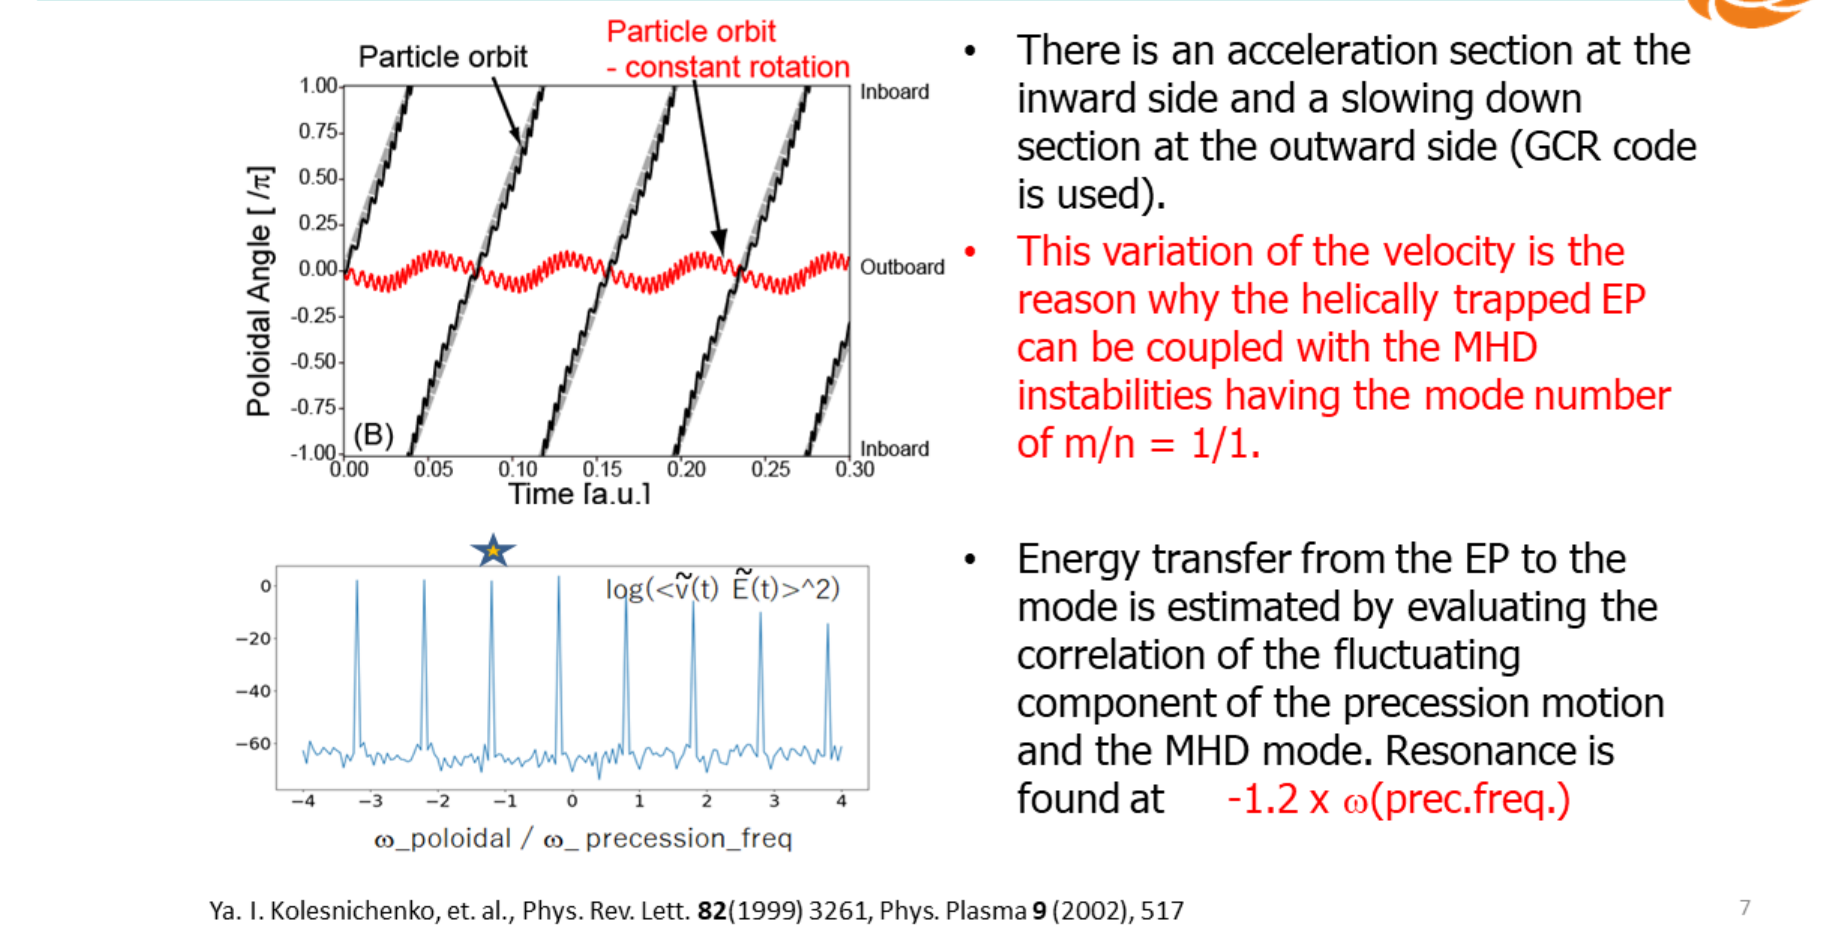 Particle orbit
Particle orbit
- constant rotation
1.00
0.75
0.50
0.25
0.00
-0.25
-0.50
-0.75
-1.00
Poloidal Angle [ /π]
Inboard
Outboard
Inboard
(B)
0.00 0.05 0.10 0.15 0.20 0.25 0.30
Time [a.u.]
log(<ṽ(t) Ẽ(t)>^2)
0
−20
−40
−60
−4 −3 −2 −1 0 1 2 3 4
ω_poloidal / ω_ precession_freq
• There is an acceleration section at the
inward side and a slowing down
section at the outward side (GCR code
is used).
• This variation of the velocity is the
reason why the helically trapped EP
can be coupled with the MHD
instabilities having the mode number
of m/n = 1/1.
• Energy transfer from the EP to the
mode is estimated by evaluating the
correlation of the fluctuating
component of the precession motion
and the MHD mode. Resonance is
found at -1.2 x ω(prec.freq.)
Ya. I. Kolesnichenko, et. al., Phys. Rev. Lett. 82(1999) 3261, Phys. Plasma 9 (2002), 517
7